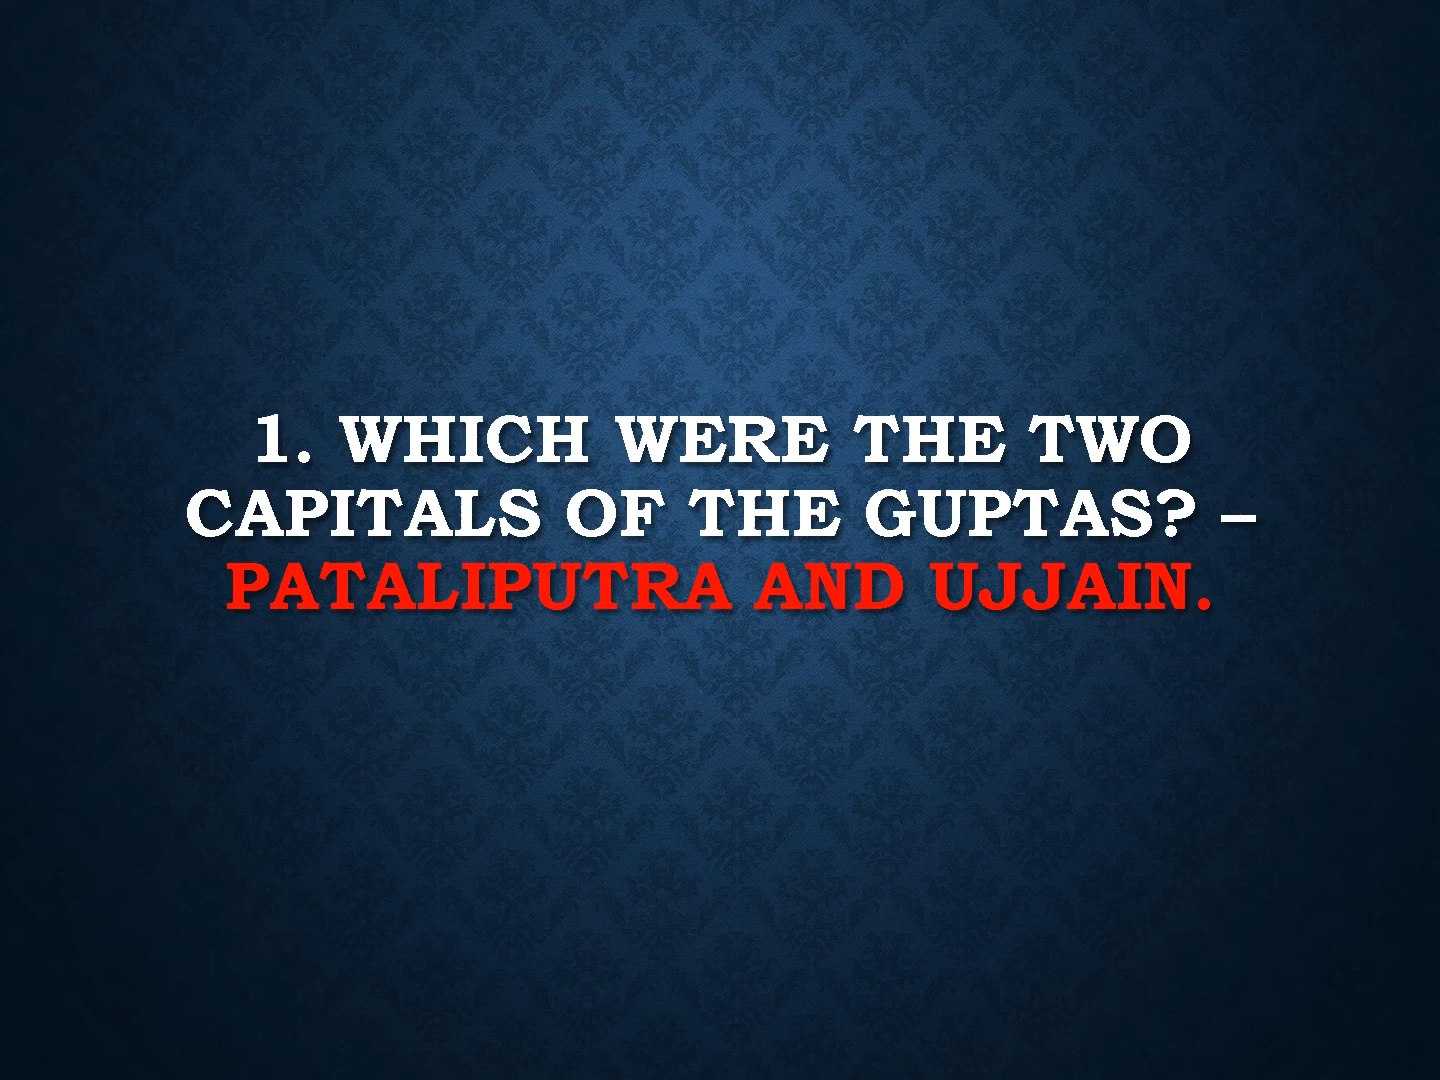 1. WHICH WERE THE TWO
CAPITALS OF THE GUPTAS? –
PATALIPUTRA AND UJJAIN.